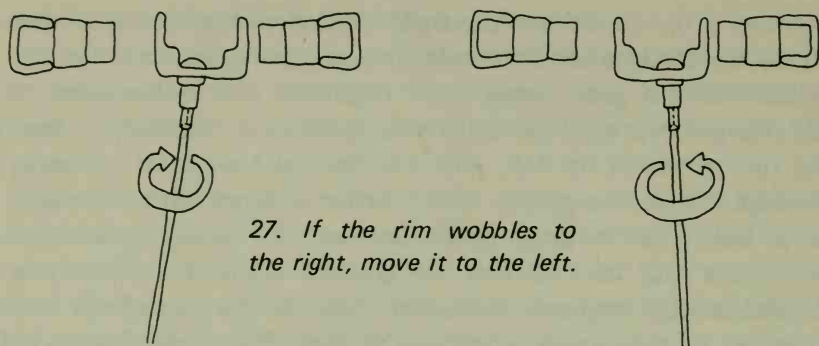 27. If the rim wobbles to
the right, move it to the left.